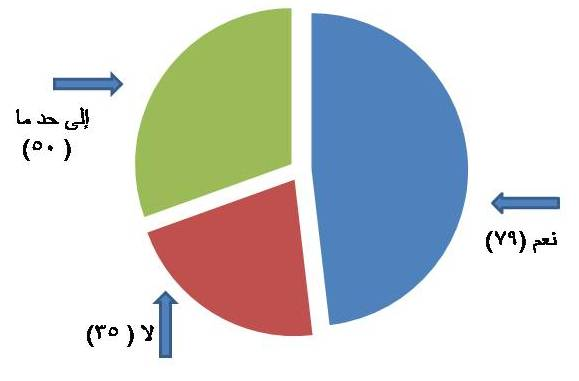 إلى حد ما
( ٥٠)
نعم (٧٩)
لا ( ٣٥)